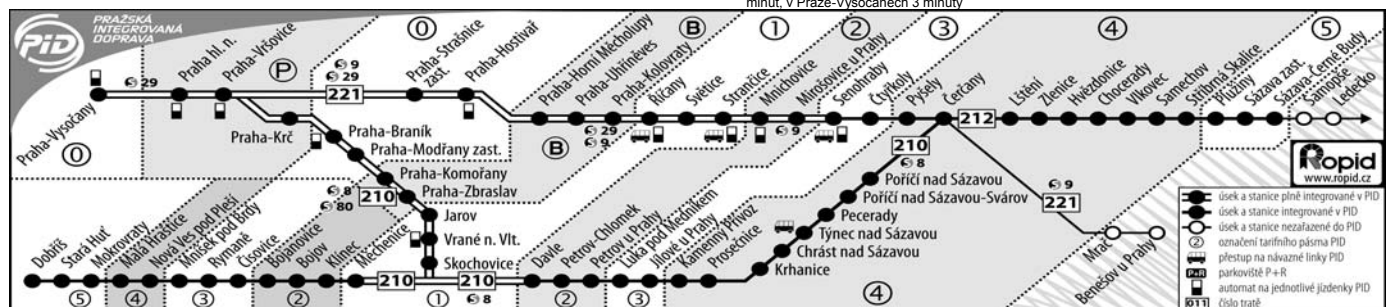 minut, v Praze-Vysočanech 3 minuty
PRAŽSKÁ
INTEGROVANÁ
DOPRAVA
PID
0
B
1
2
3
4
5
P
S 29
S 9
S 29
221
Praha-Vysočany
Praha hl. n.
Praha-Vršovice
Praha-Strašnice
zast.
Praha-Hostivař
Praha-Horní Měcholupy
Praha-Uhříněves
Praha-Kolovraty
Říčany
Světice
Strančice
Mnichovice
Mirošovice u Prahy
Senohraby
Čtyřkoly
Pyšely
Čerčany
212
Lštění
Zlenice
Hvězdonice
Chocerady
Vlkovec
Samechov
Stříbrná Skalice
Plužiny
Sázava zast.
Sázava-Černé Budy
Samopše
Ledečko
0
B
S 29
S 9
S 9
Praha-Krč
Praha-Braník
Praha-Modřany zast.
Praha-Komořany
Praha-Zbraslav
S 8
S 80
210
Jarov
Vrané n. Vlt.
Skochovice
210
S 8
Poříčí nad Sázavou
Poříčí nad Sázavou-Svárov
Pecerady
Týnec nad Sázavou
Chrást nad Sázavou
Krhanice
S 9
221
Mrač
Benešov u Prahy
Dobříš
Stará Huť
Mokrovraty
Malá Hraštice
Nová Ves pod Pleší
Mníšek pod Brdy
Rymaně
Čisovice
Bojanovice
Bojov
Klínec
Měchenice
210
210
S 8
Davle
Petrov-Chlomek
Petrov u Prahy
Luka pod Medníkem
Jílové u Prahy
Kamenný Přívoz
Prosečnice
5
4
3
2
1
2
3
4
Ropid
www.ropid.cz
úsek a stanice plně integrované v PID
úsek a stanice integrované v PID
úsek a stanice nezařazené do PID
2 označení tarifního pásma PID
přestup na návazné linky PID
P+R parkoviště P+R
automat na jednotlivé jízdenky PID
011 číslo tratě